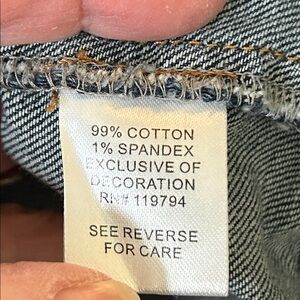 99% COTTON
1% SPANDEX
EXCLUSIVE OF
DECORATION
RN# 119794
SEE REVERSE
FOR CARE